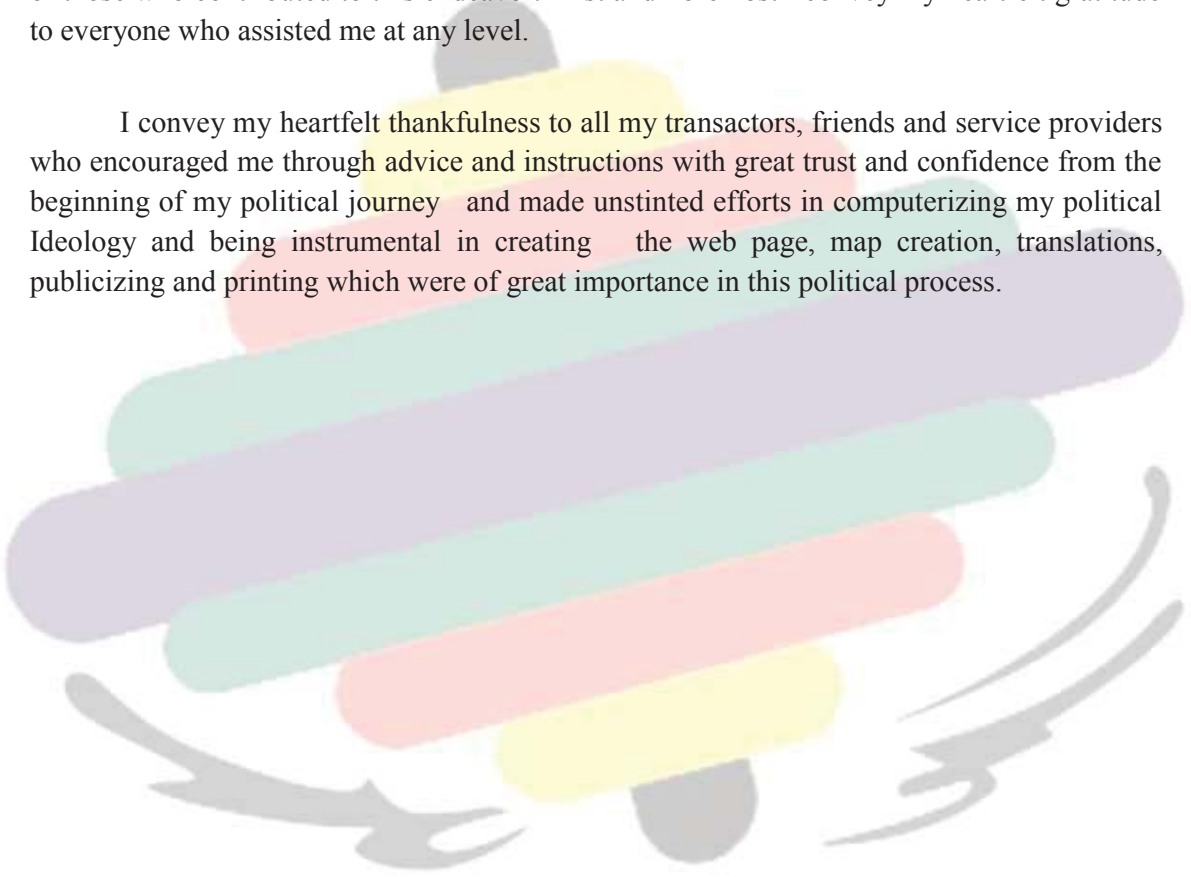 to everyone who assisted me at any level.
I convey my heartfelt thankfulness to all my transactors, friends and service providers
who encouraged me through advice and instructions with great trust and confidence from the
beginning of my political journey and made unstinted efforts in computerizing my political
Ideology and being instrumental in creating the web page, map creation, translations,
publicizing and printing which were of great importance in this political process.